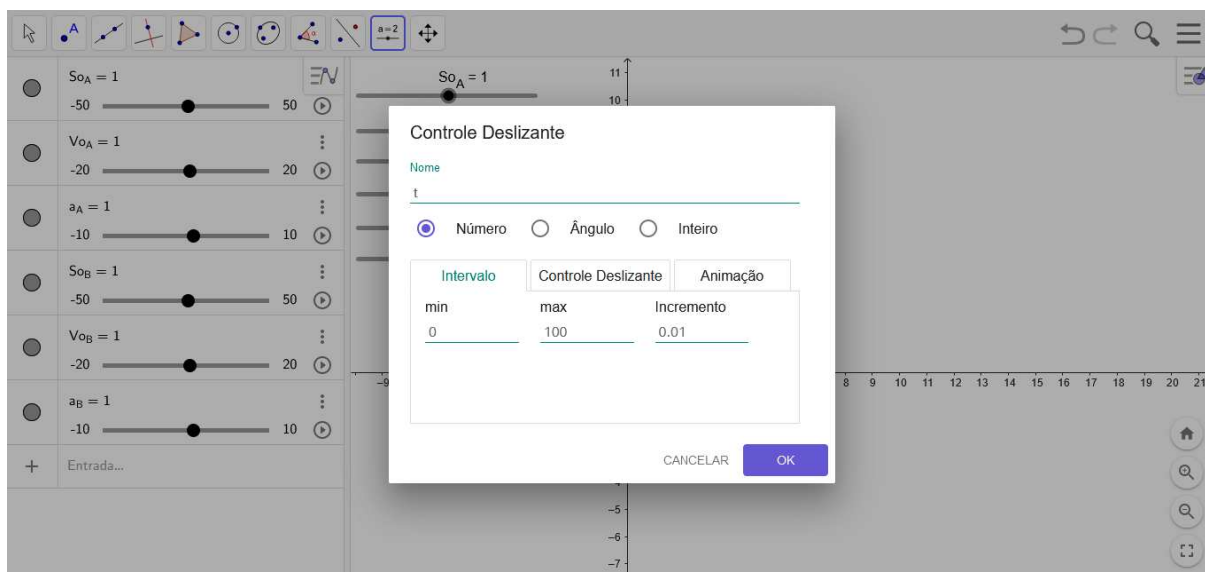 A
α
a=2
So_A = 1
-50 50
Vo_A = 1
-20 20
a_A = 1
-10 10
So_B = 1
-50 50
Vo_B = 1
-20 20
a_B = 1
-10 10
+ Entrada...
So_A = 1
11
10
Controle Deslizante
Nome
t
Número Ângulo Inteiro
Intervalo Controle Deslizante Animação
min max Incremento
0 100 0.01
CANCELAR OK
-9 8 9 10 11 12 13 14 15 16 17 18 19 20 21
-5
-6
-7